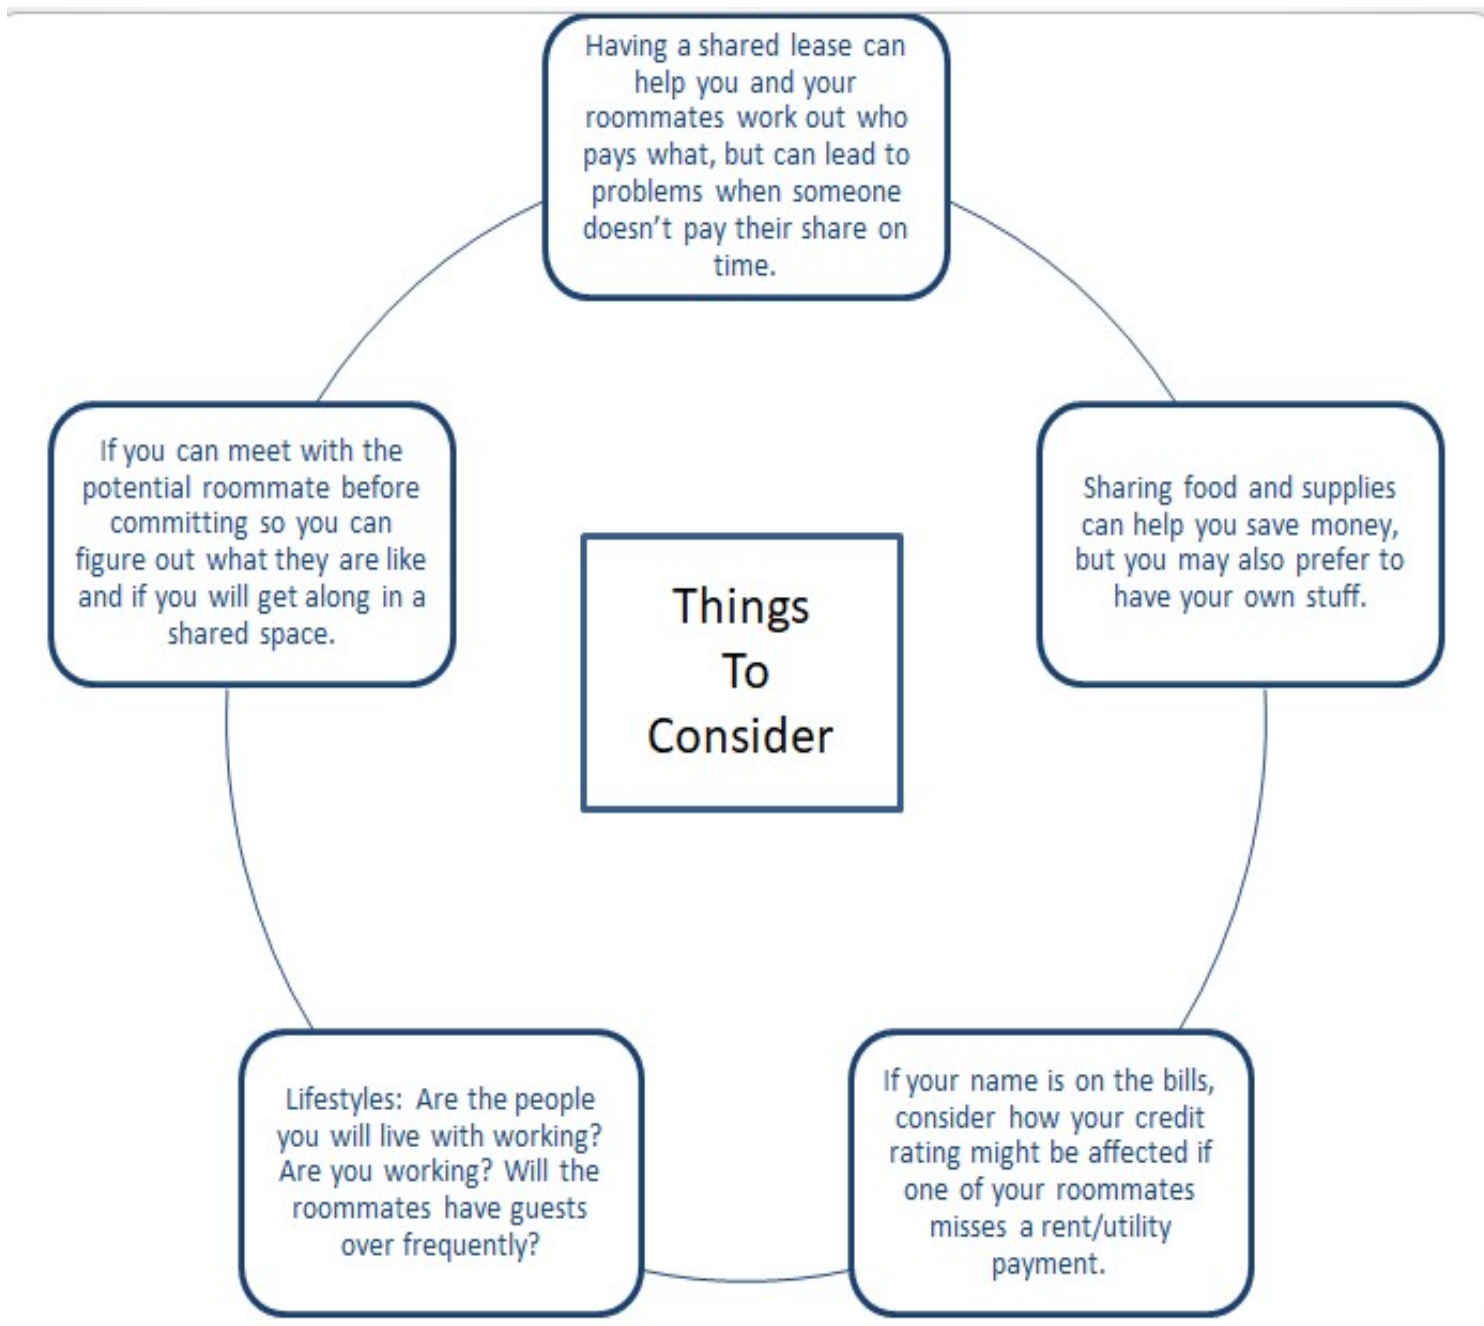 Having a shared lease can
help you and your
roommates work out who
pays what, but can lead to
problems when someone
doesn't pay their share on
time.
If you can meet with the
potential roommate before
committing so you can
figure out what they are like
and if you will get along in a
shared space.
Sharing food and supplies
can help you save money,
but you may also prefer to
have your own stuff.
Things
To
Consider
Lifestyles: Are the people
you will live with working?
Are you working? Will the
roommates have guests
over frequently?
If your name is on the bills,
consider how your credit
rating might be affected if
one of your roommates
misses a rent/utility
payment.